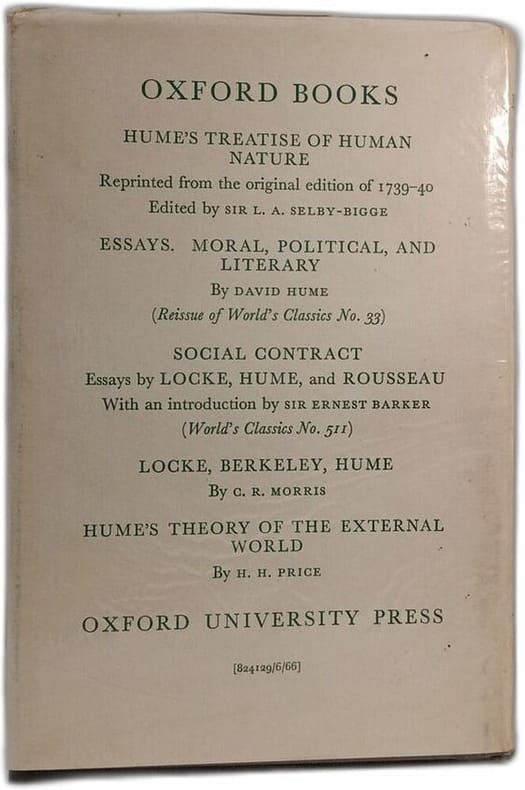 OXFORD BOOKS
HUME'S TREATISE OF HUMAN
NATURE
Reprinted from the original edition of 1739–40
Edited by SIR L. A. SELBY-BIGGE
ESSAYS. MORAL, POLITICAL, AND
LITERARY
By DAVID HUME
(Reissue of World's Classics No. 33)
SOCIAL CONTRACT
Essays by LOCKE, HUME, and ROUSSEAU
With an introduction by SIR ERNEST BARKER
(World's Classics No. 511)
LOCKE, BERKELEY, HUME
By C. R. MORRIS
HUME'S THEORY OF THE EXTERNAL
WORLD
By H. H. PRICE
OXFORD UNIVERSITY PRESS
[824129/6/66]